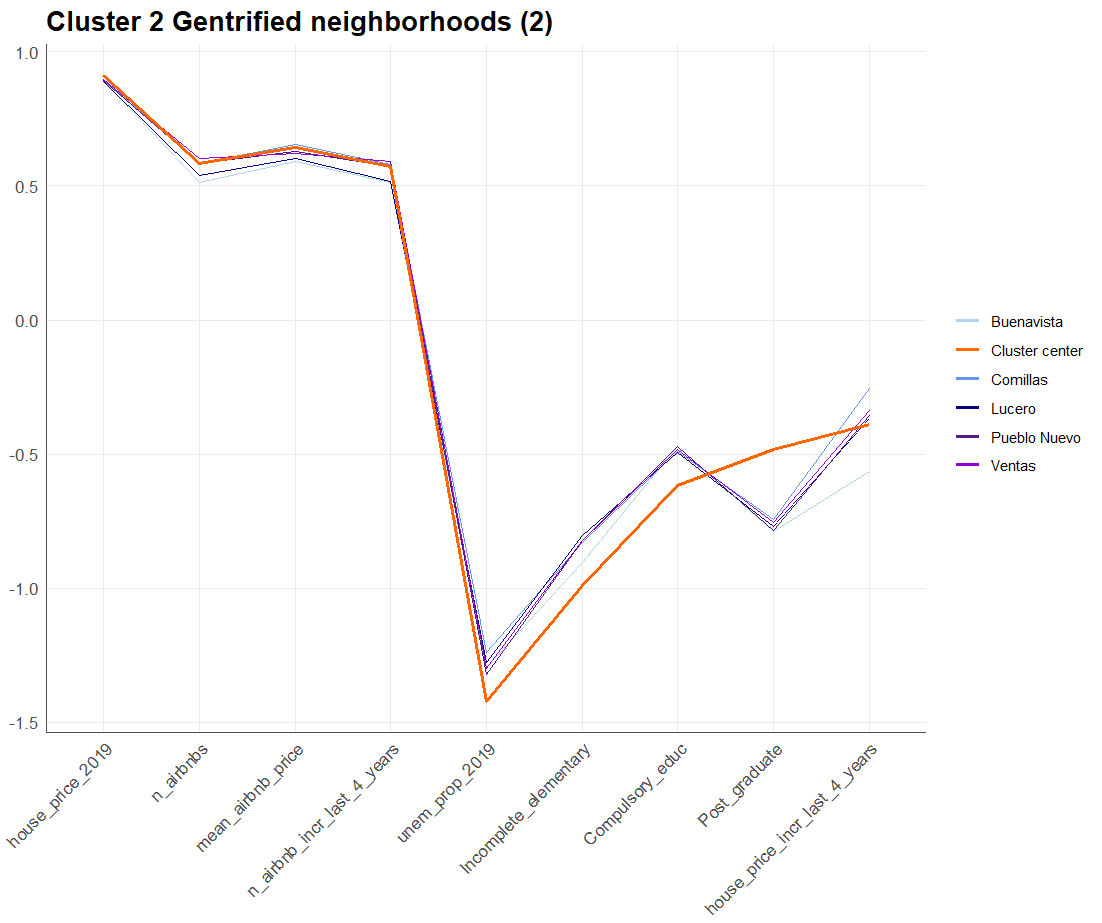 Cluster 2 Gentrified neighborhoods (2)
1.0
0.5
0.0
-0.5
-1.0
-1.5
house_price_2019
n_airbnbs
mean_airbnb_price
n_airbnb_incr_last_4_years
unem_prop_2019
Incomplete_elementary
Compulsory_educ
Post_graduate
house_price_incr_last_4_years
Buenavista
Cluster center
Comillas
Lucero
Pueblo Nuevo
Ventas